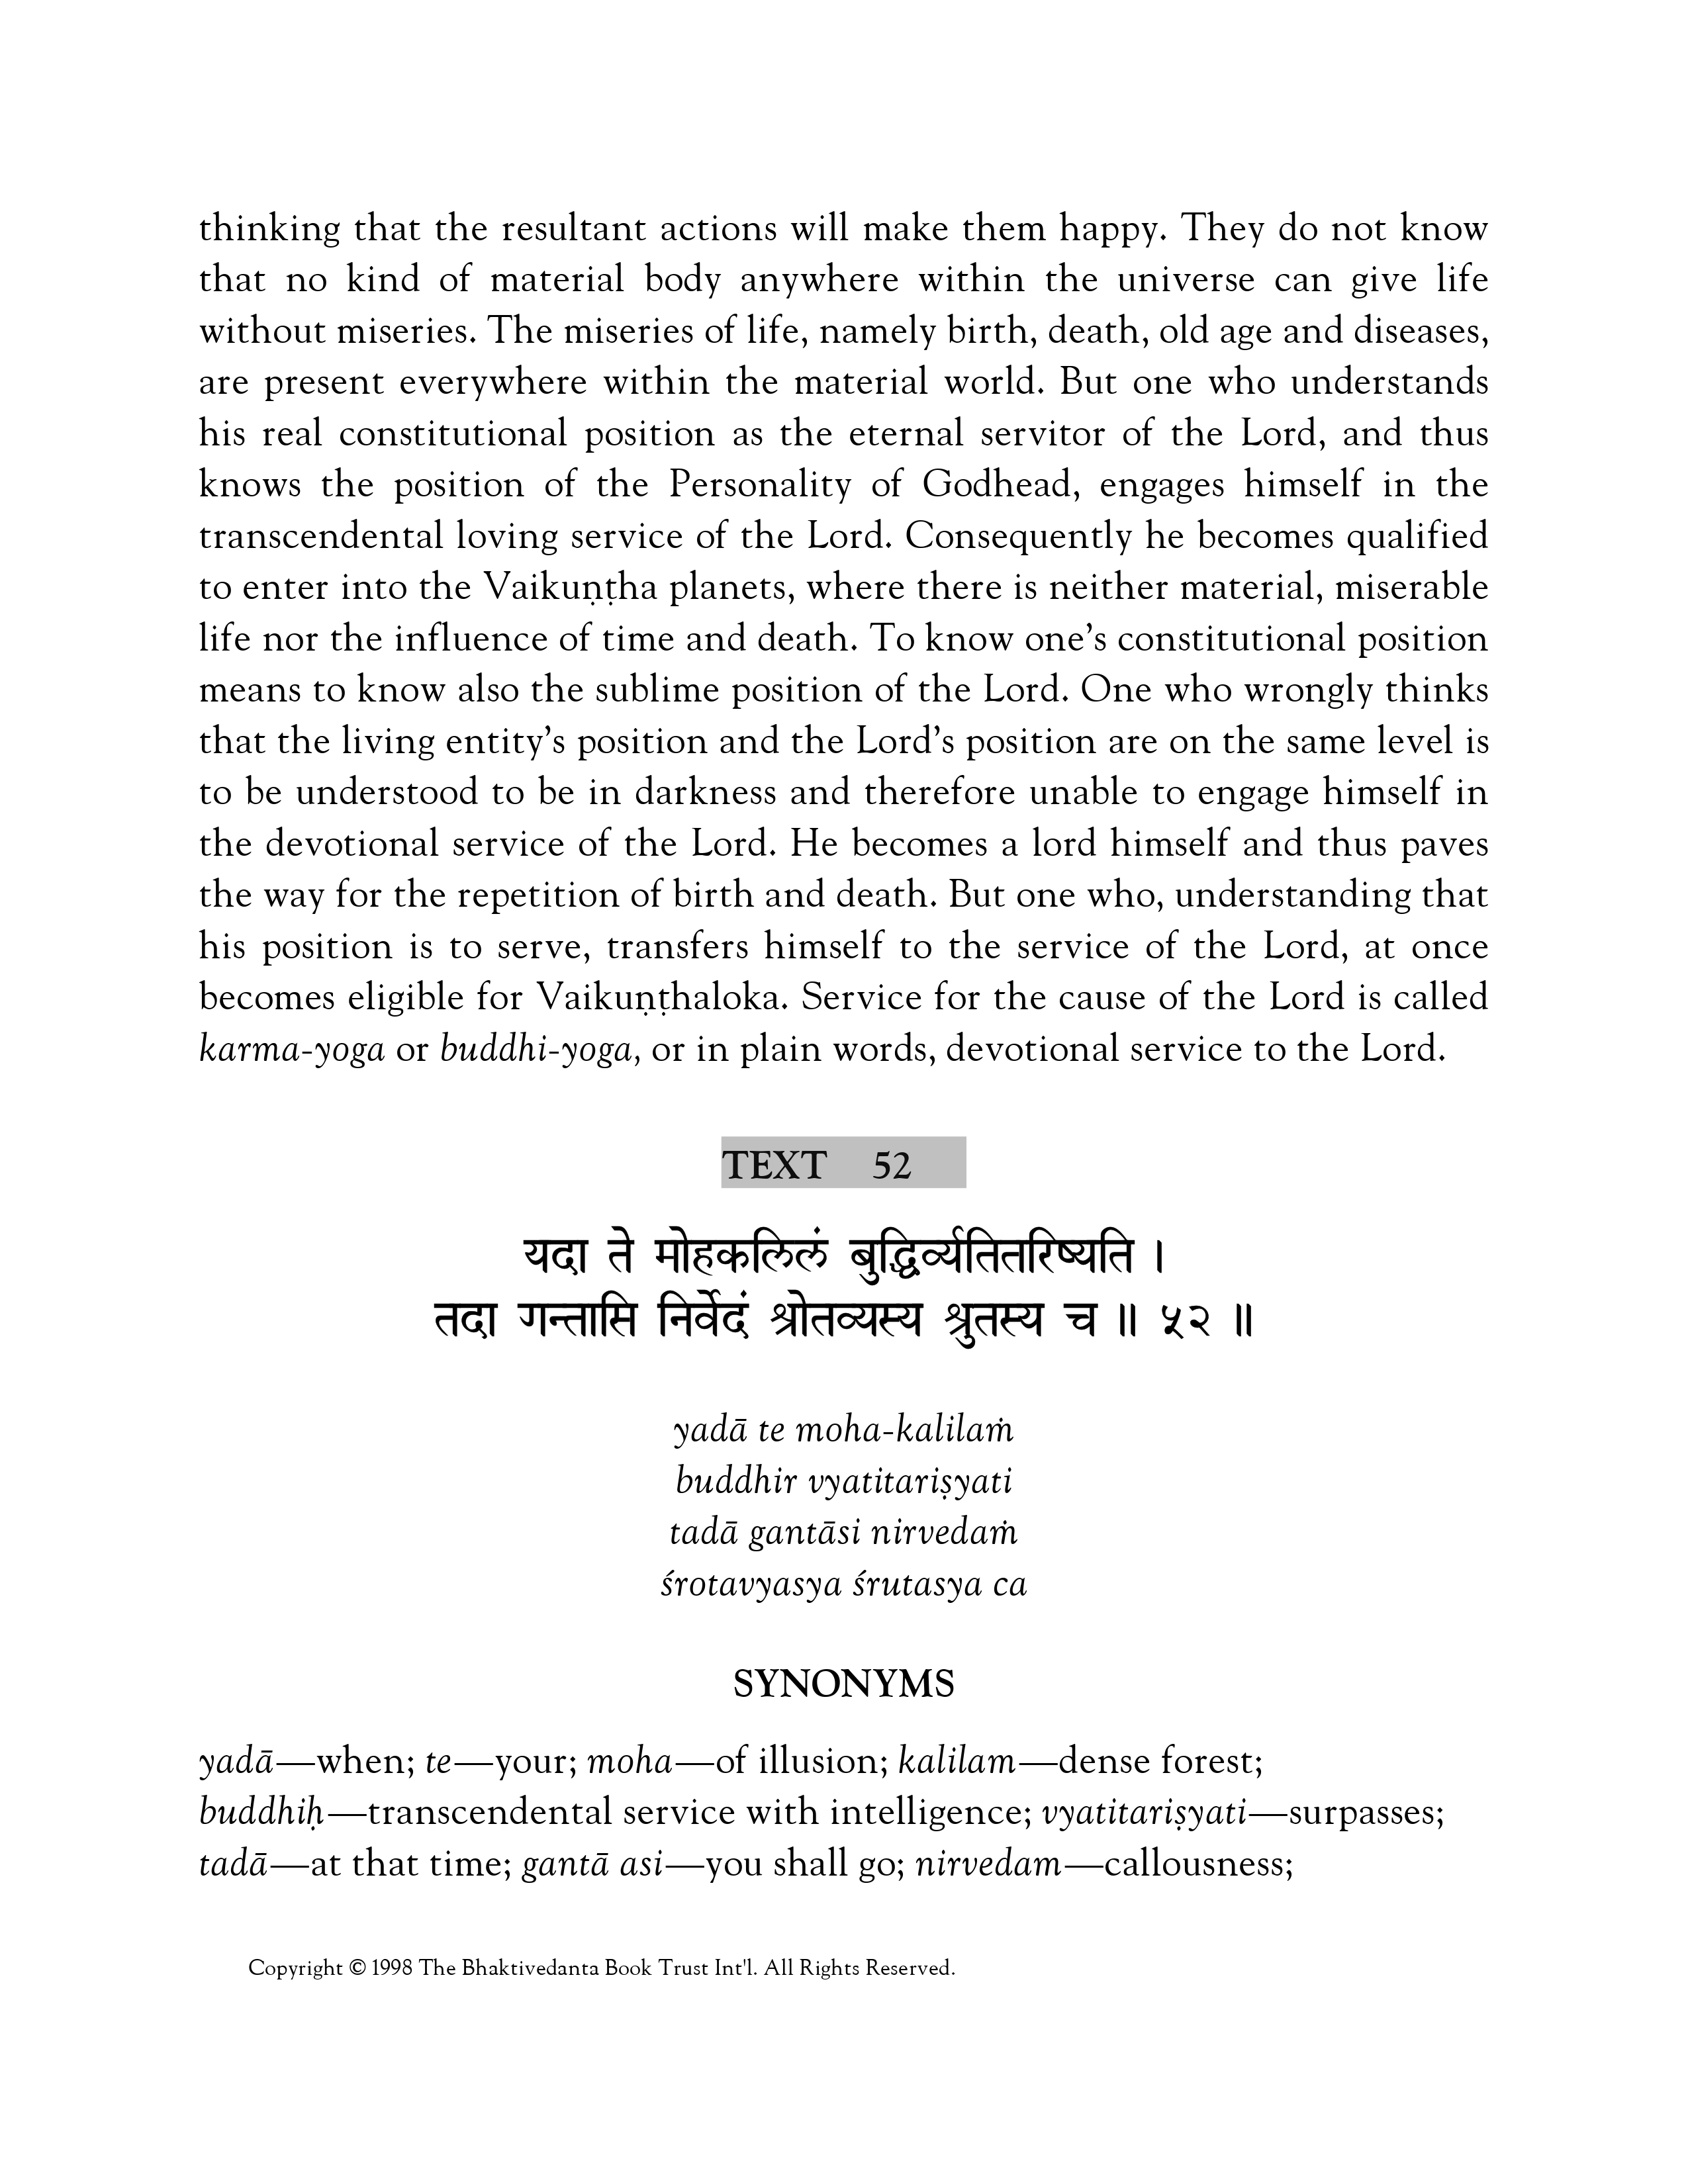 thinking that the resultant actions will make them happy. They do not know
that no kind of material body anywhere within the universe can give life
without miseries. The miseries of life, namely birth, death, old age and diseases,
are present everywhere within the material world. But one who understands
his real constitutional position as the eternal servitor of the Lord, and thus
knows the position of the Personality of Godhead, engages himself in the
transcendental loving service of the Lord. Consequently he becomes qualified
to enter into the Vaikuṇṭha planets, where there is neither material, miserable
life nor the influence of time and death. To know one’s constitutional position
means to know also the sublime position of the Lord. One who wrongly thinks
that the living entity’s position and the Lord’s position are on the same level is
to be understood to be in darkness and therefore unable to engage himself in
the devotional service of the Lord. He becomes a lord himself and thus paves
the way for the repetition of birth and death. But one who, understanding that
his position is to serve, transfers himself to the service of the Lord, at once
becomes eligible for Vaikuṇṭhaloka. Service for the cause of the Lord is called
karma-yoga or buddhi-yoga, or in plain words, devotional service to the Lord.
TEXT 52
यदा ते मोहकलिलं बुद्धिर्व्यतितरिष्यति ।
तदा गन्तासि निर्वेदं श्रोतव्यस्य श्रुतस्य च ॥ ५२ ॥
yadā te moha-kalilaṁ
buddhir vyatitariṣyati
tadā gantāsi nirvedaṁ
śrotavyasya śrutasya ca
SYNONYMS
yadā—when; te—your; moha—of illusion; kalilam—dense forest;
buddhiḥ—transcendental service with intelligence; vyatitariṣyati—surpasses;
tadā—at that time; gantā asi—you shall go; nirvedam—callousness;
Copyright © 1998 The Bhaktivedanta Book Trust Int'l. All Rights Reserved.